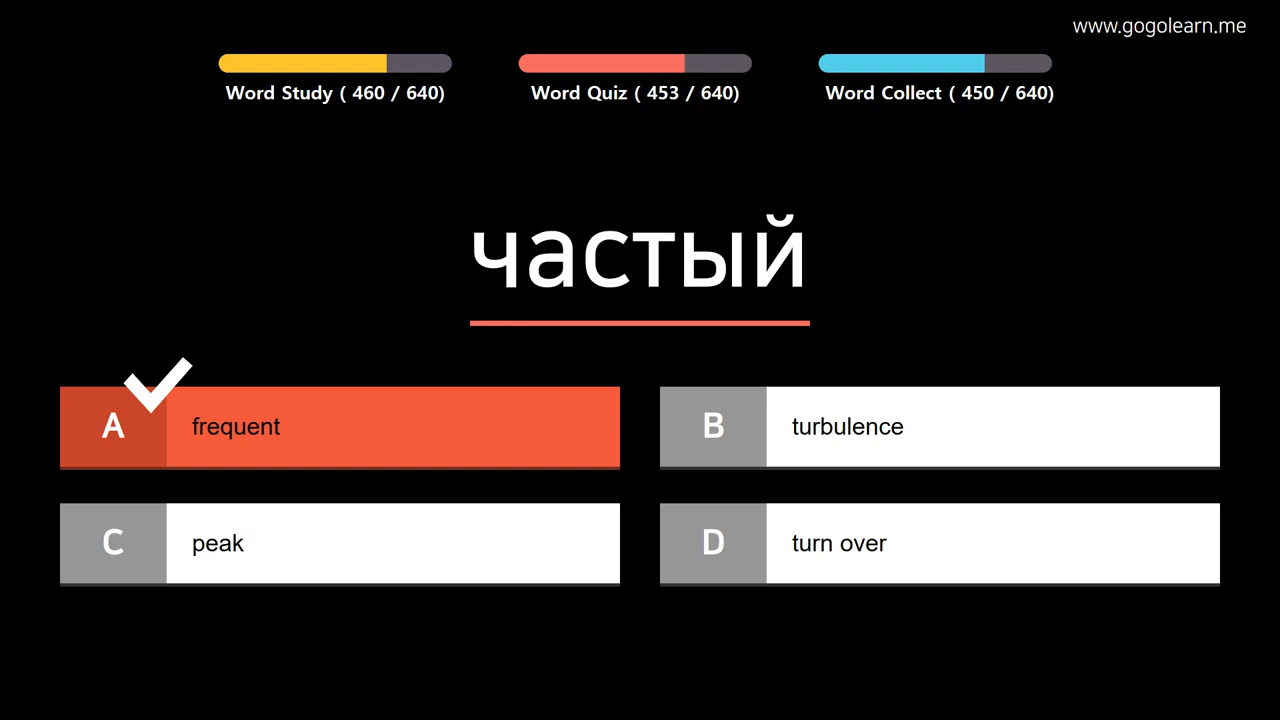 www.gogolearn.me
Word Study ( 460 / 640)
Word Quiz ( 453 / 640)
Word Collect ( 450 / 640)
частый
A frequent
B turbulence
C peak
D turn over